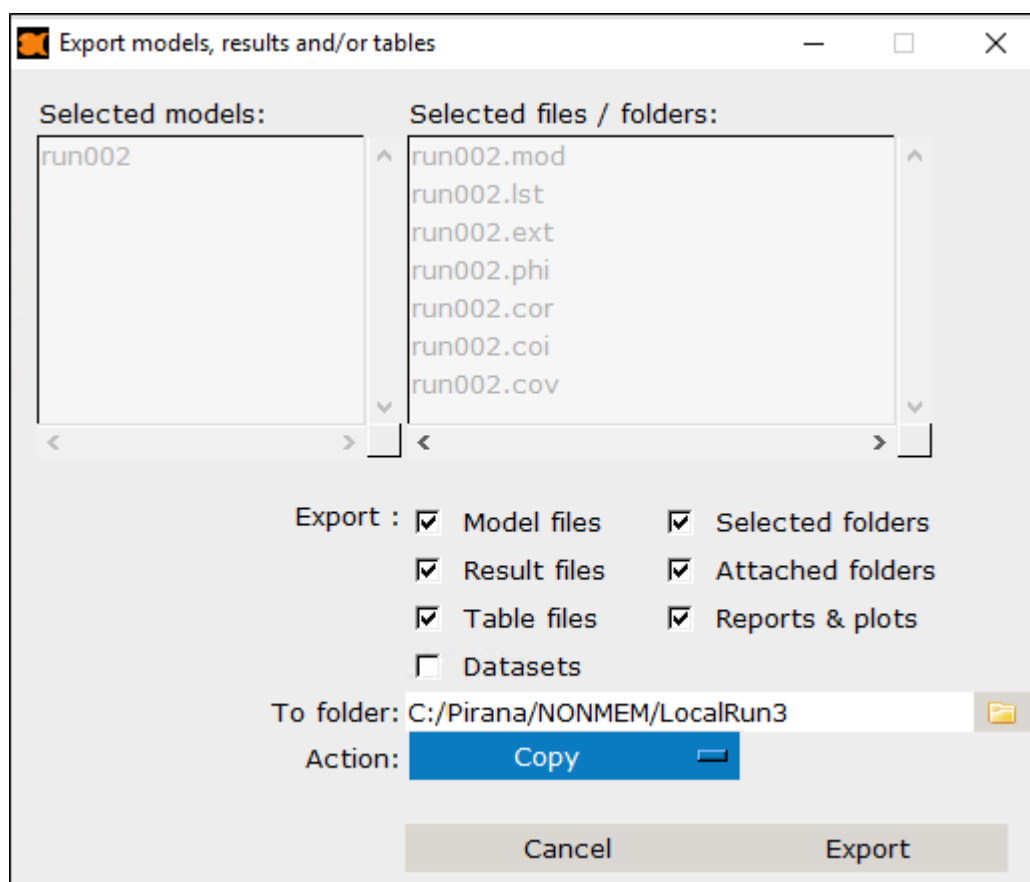 Export models, results and/or tables
Selected models:
run002
Selected files / folders:
run002.mod
run002.lst
run002.ext
run002.phi
run002.cor
run002.coi
run002.cov
Export :
Model files
Selected folders
Result files
Attached folders
Table files
Reports & plots
Datasets
To folder: C:/Pirana/NONMEM/LocalRun3
Action: Copy
Cancel
Export